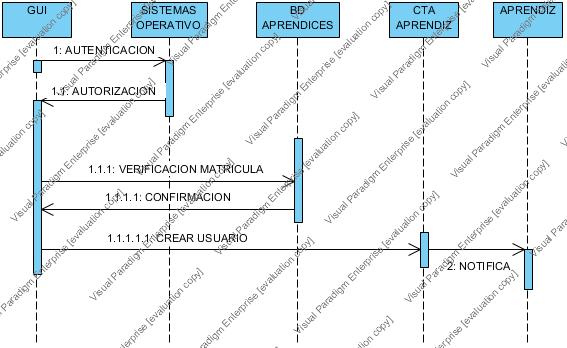 GUI
SISTEMAS
OPERATIVO
BD
APRENDICES
CTA
APRENDIZ
APRENDÍZ
1: AUTENTICACION
1.1: AUTORIZACION
1.1.1: VERIFICACION MATRICULA
1.1.1.1: CONFIRMACION
1.1.1.1.1: CREAR USUARIO
2: NOTIFICA
Visual Paradigm Enterprise [evaluation copy]